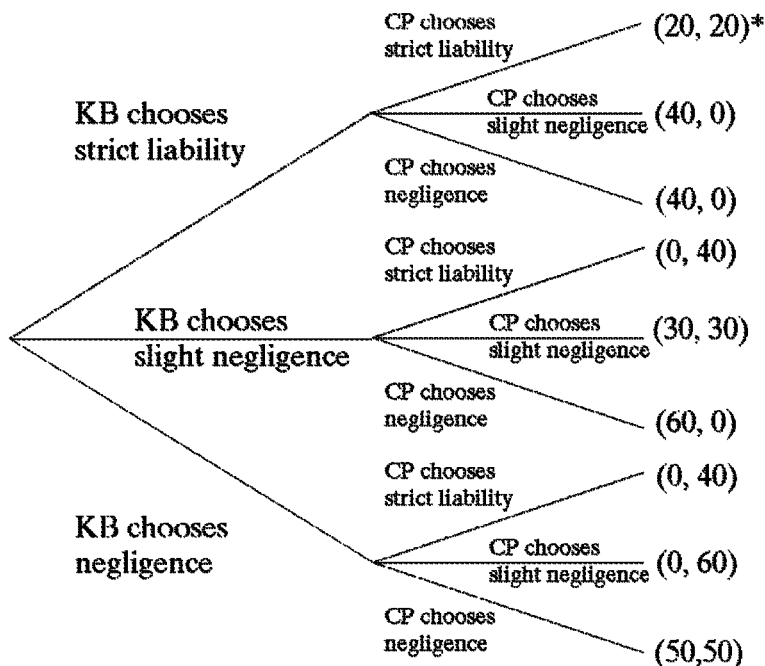 CP chooses
strict liability
(20, 20)*
KB chooses
strict liability
CP chooses
slight negligence
(40, 0)
CP chooses
negligence
(40, 0)
CP chooses
strict liability
(0, 40)
KB chooses
slight negligence
CP chooses
slight negligence
(30, 30)
CP chooses
negligence
(60, 0)
CP chooses
strict liability
(0, 40)
KB chooses
negligence
CP chooses
slight negligence
(0, 60)
CP chooses
negligence
(50,50)